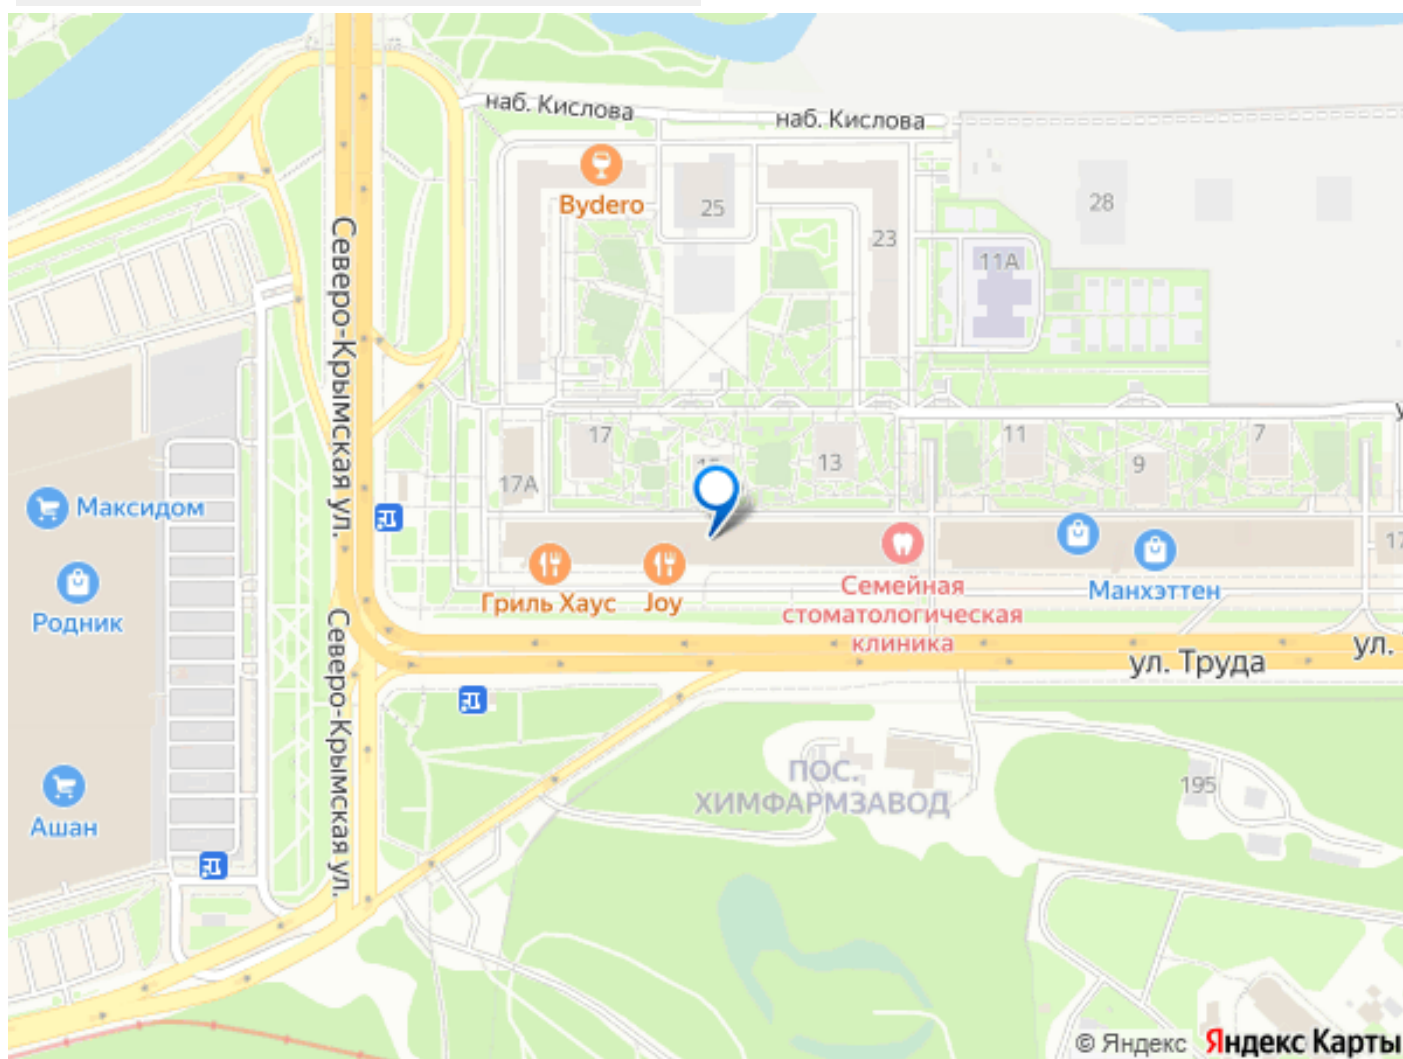 наб. Кислова
наб. Кислова
Bydero
25
28
23
11А
Северо-Крымская ул.
17
13
11
7
9
17А
Максидом
Родник
Гриль Хаус
Joy
Семейная
стоматологическая
клиника
Манхэттен
17
Северо-Крымская ул.
ул. Труда
ул.
ПОС.
ХИМФАРМЗАВОД
195
Ашан
© Яндекс
Яндекс Карты